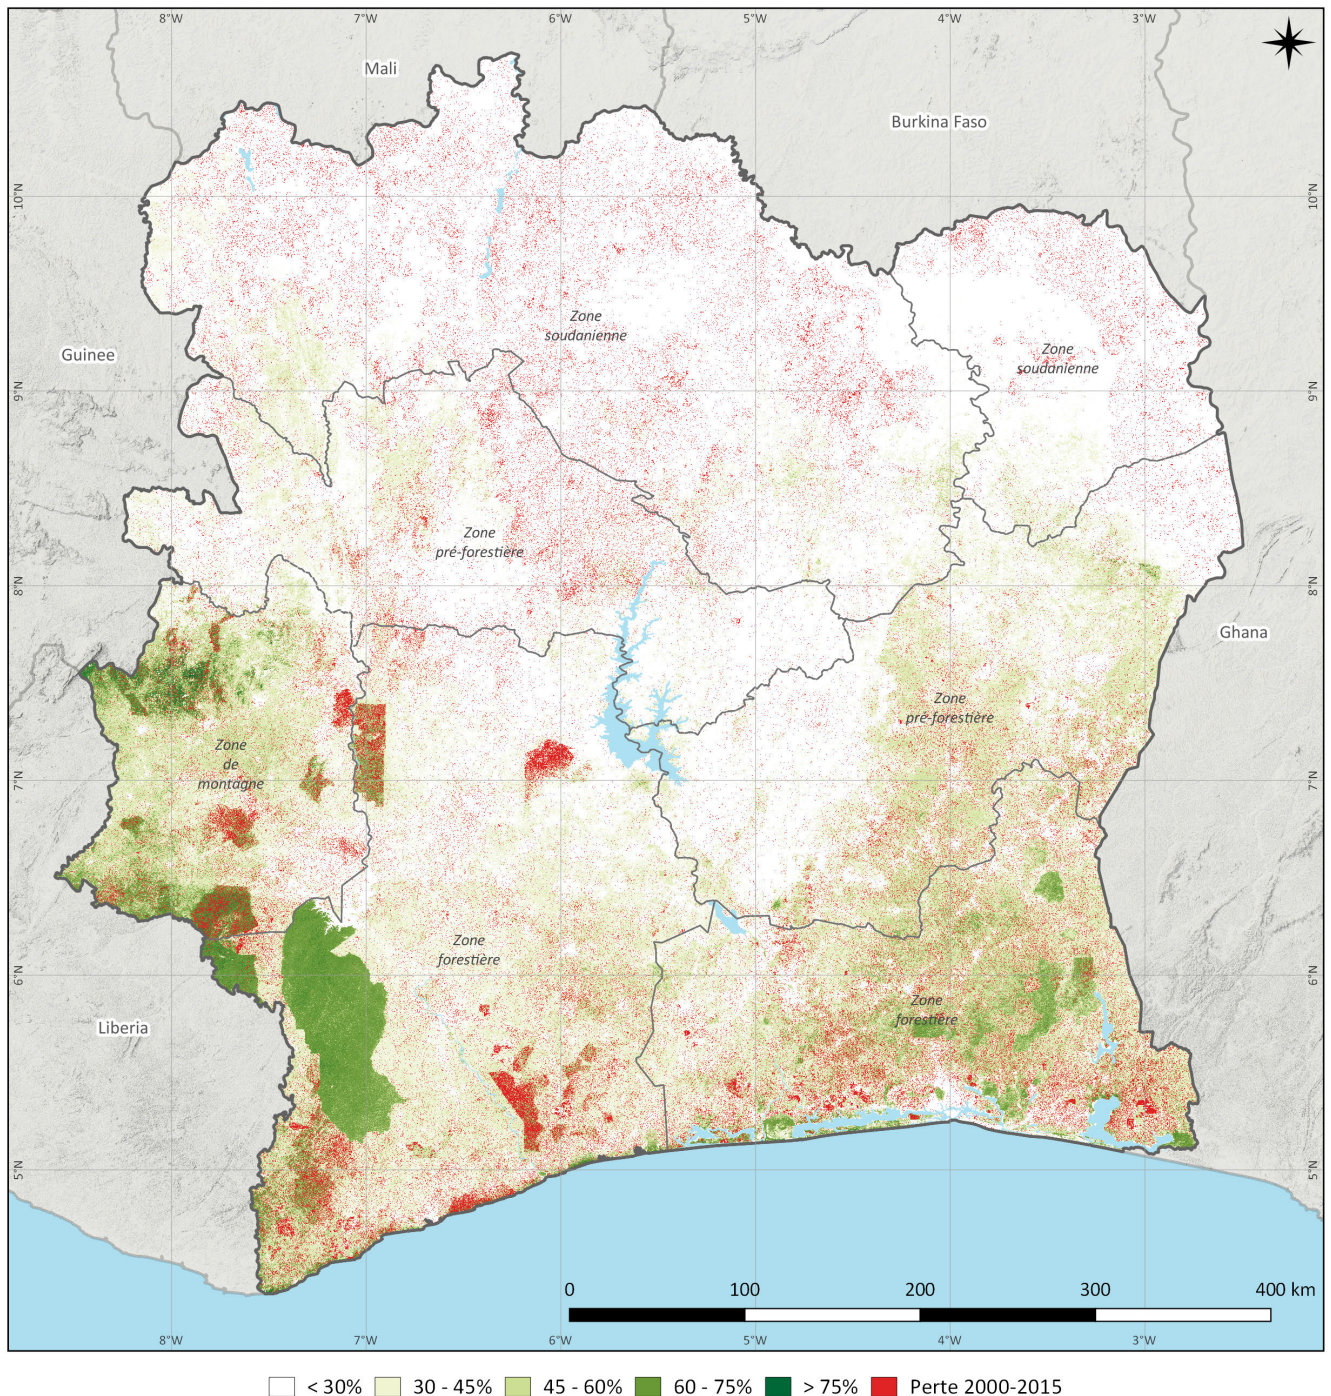 8°W 7°W 6°W 5°W 4°W 3°W
Mali
Burkina Faso
10°N 10°N
Zone
soudanienne
Zone
soudanienne
Guinee
9°N 9°N
Zone
pré-forestière
8°N 8°N
Ghana
Zone
pré-forestière
Zone
de
montagne
7°N 7°N
Zone
forestière
6°N 6°N
Zone
forestière
Liberia
5°N 5°N
0 100 200 300 400 km
8°W 7°W 6°W 5°W 4°W 3°W
< 30% 30 - 45% 45 - 60% 60 - 75% > 75% Perte 2000-2015